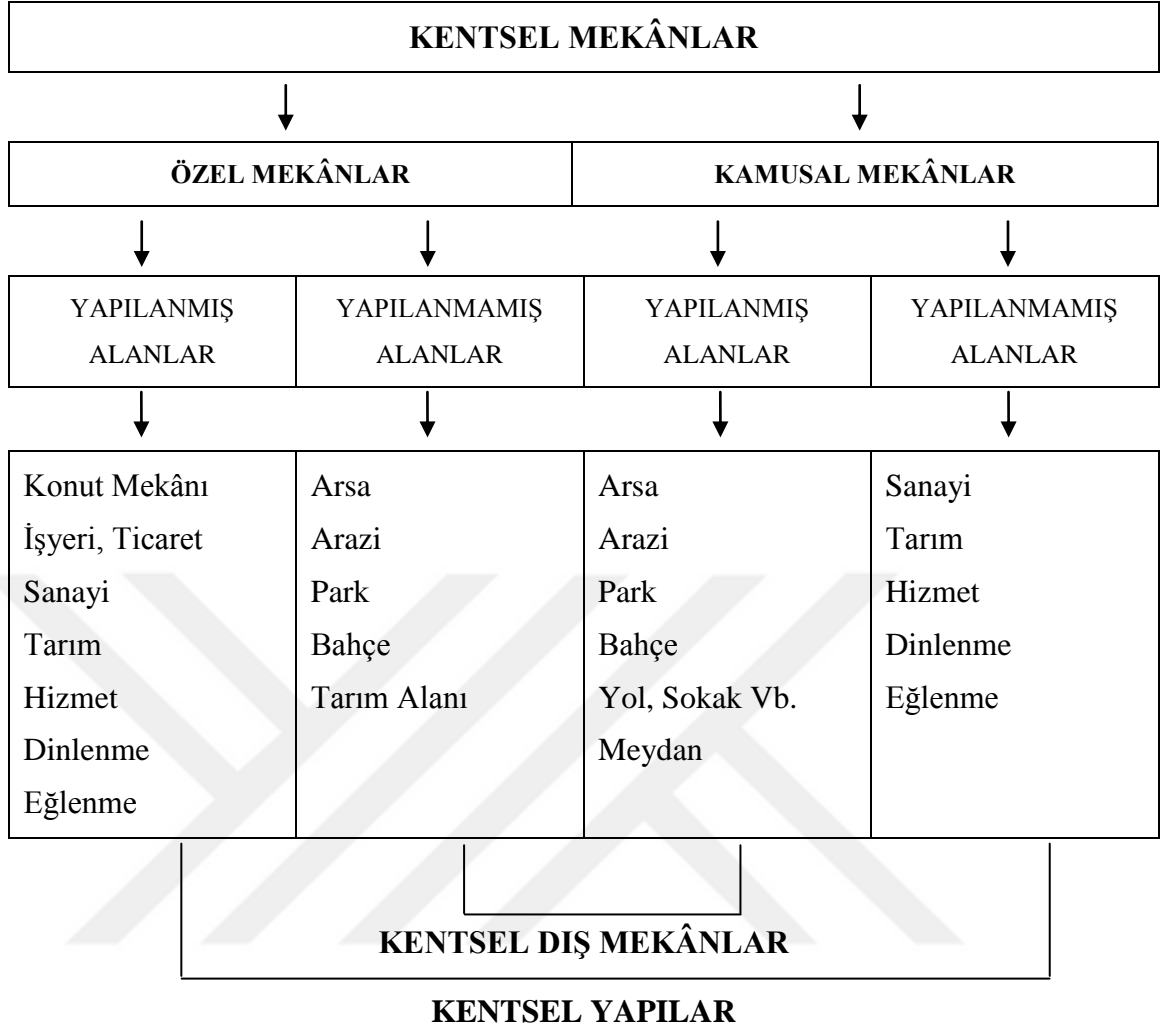 KENTSEL MEKÂNLAR
ÖZEL MEKÂNLAR
KAMUSAL MEKÂNLAR
YAPILANMIŞ
ALANLAR
YAPILANMAMIŞ
ALANLAR
YAPILANMIŞ
ALANLAR
YAPILANMAMIŞ
ALANLAR
Konut Mekânı
İşyeri, Ticaret
Sanayi
Tarım
Hizmet
Dinlenme
Eğlenme
Arsa
Arazi
Park
Bahçe
Tarım Alanı
Arsa
Arazi
Park
Bahçe
Yol, Sokak Vb.
Meydan
Sanayi
Tarım
Hizmet
Dinlenme
Eğlenme
KENTSEL DIŞ MEKÂNLAR
KENTSEL YAPILAR